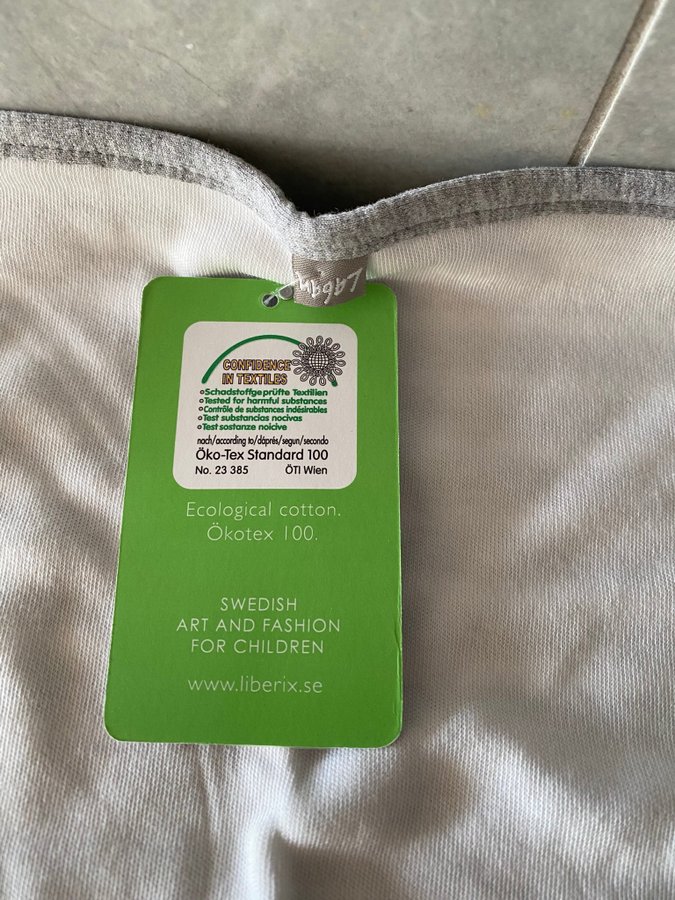 CONFIDENCE
IN TEXTILES
Schadstoffgeprüfte Textilien
Tested for harmful substances
Contrôle de substances indésirables
Test substancias nocivas
Test sostanze noicive
nach/according to/dáprés/segun/secondo
Öko-Tex Standard 100
No. 23 385 ÖTI Wien
Ecological cotton.
Ökotex 100.
SWEDISH
ART AND FASHION
FOR CHILDREN
www.liberix.se